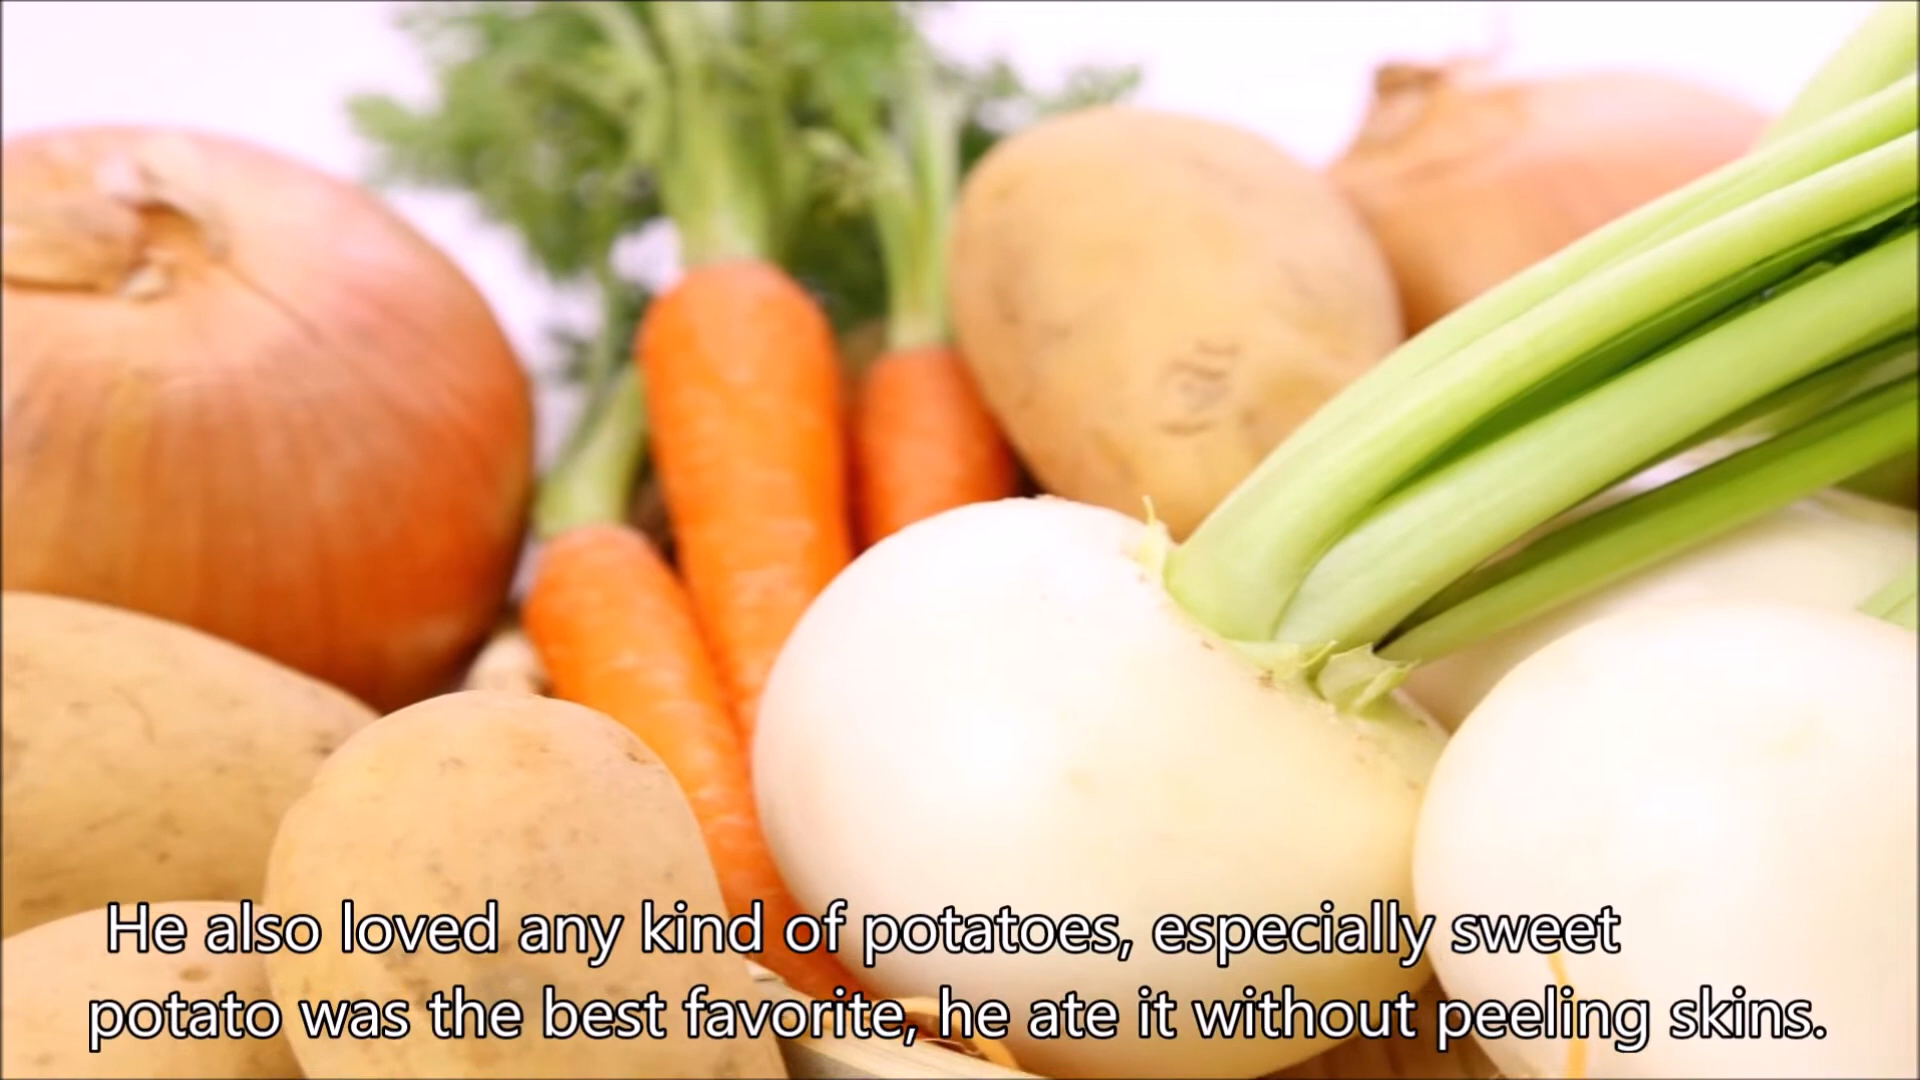 He also loved any kind of potatoes, especially sweet
potato was the best favorite, he ate it without peeling skins.